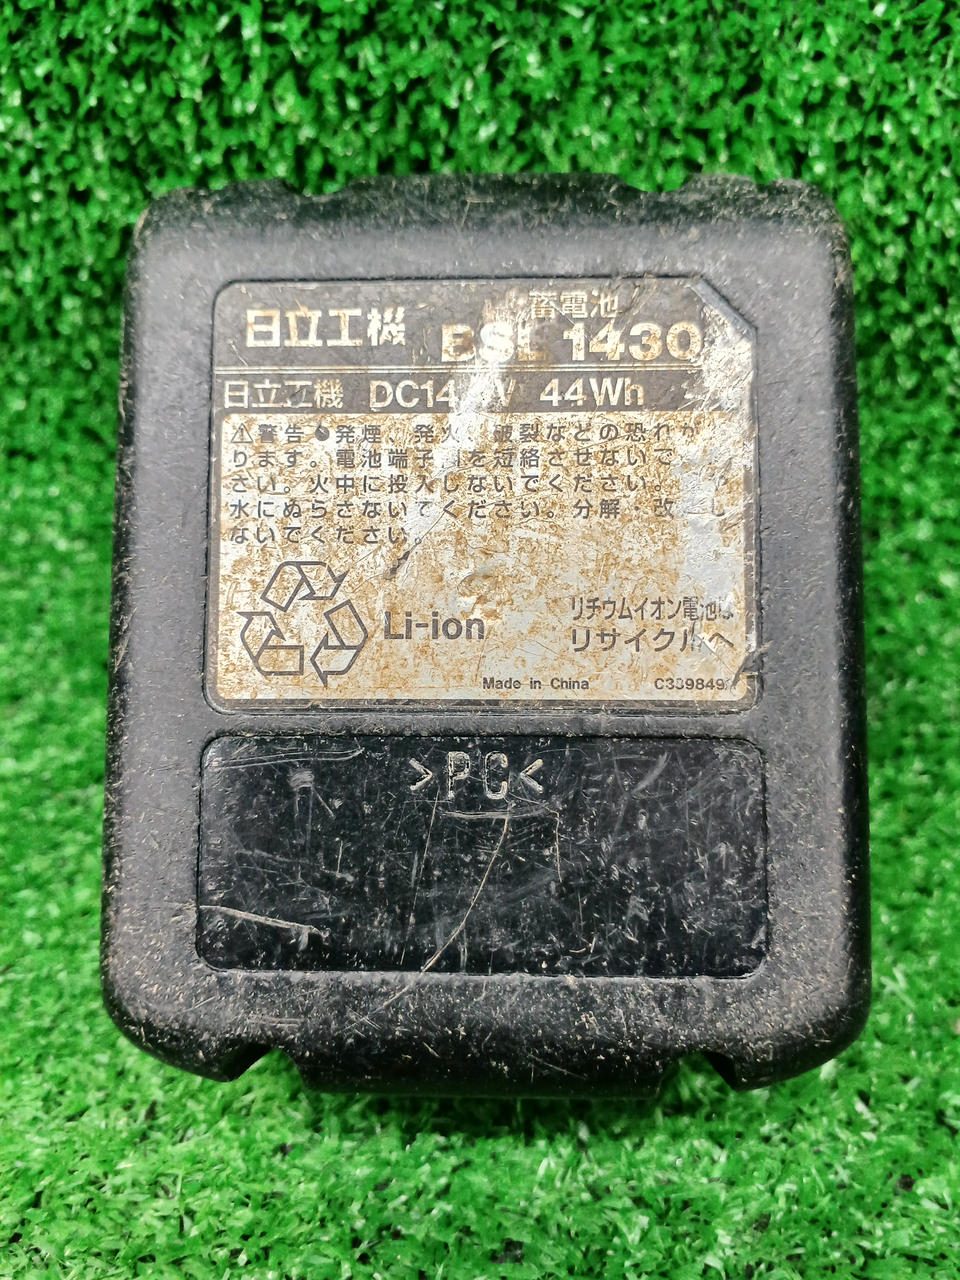 蓄電池
日立工機 BSL 1430
日立工機 DC14 V 44Wh
⚠警告 発煙、発火、破裂などの恐れが
ります。電池端子 を短絡させないで
さい。火中に投入しないでください。
水にぬらさないでください。分解・改 し
ないでください。
Li-ion
リチウムイオン電池は
リサイクルへ
Made in China
>PC<